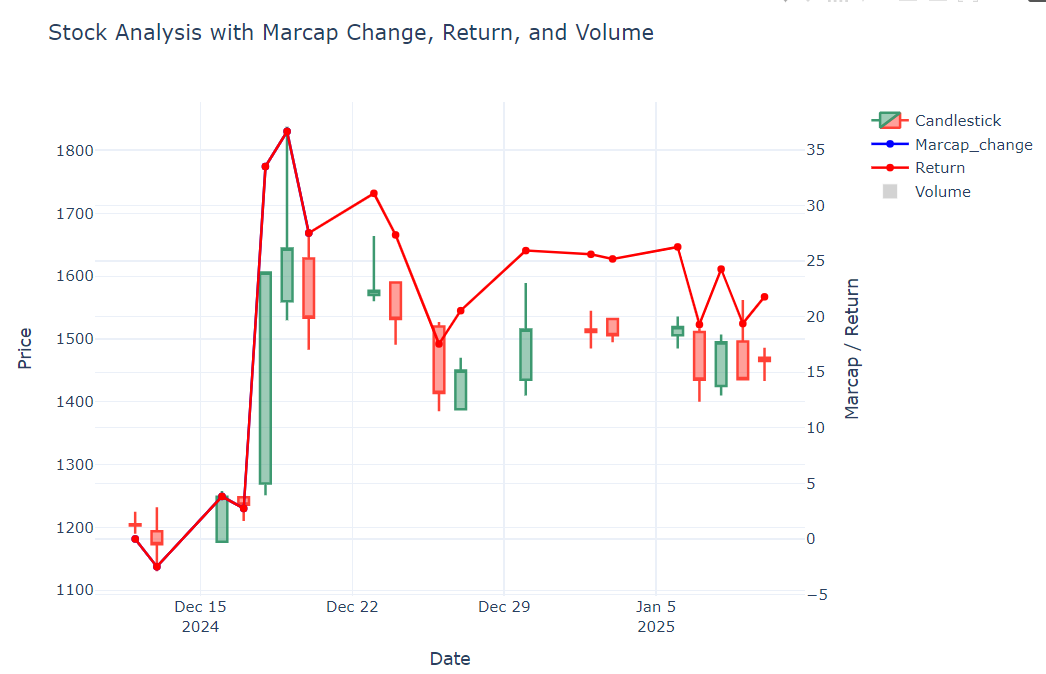 Stock Analysis with Marcap Change, Return, and Volume
Candlestick
Marcap_change
Return
Volume
Price
1800
1700
1600
1500
1400
1300
1200
1100
35
30
25
20
15
10
5
0
−5
Marcap / Return
Dec 15
2024
Dec 22
Dec 29
Jan 5
2025
Date